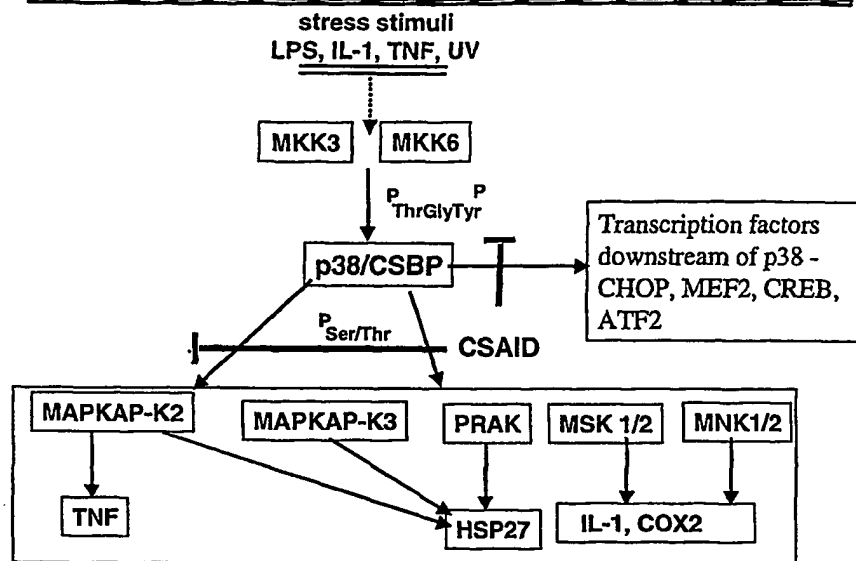 stress stimuli
LPS, IL-1, TNF, UV
MKK3
MKK6
P
ThrGlyTyr
P
p38/CSBP
Transcription factors
downstream of p38 -
CHOP, MEF2, CREB,
ATF2
P
Ser/Thr
CSAID
MAPKAP-K2
MAPKAP-K3
PRAK
MSK 1/2
MNK1/2
TNF
HSP27
IL-1, COX2